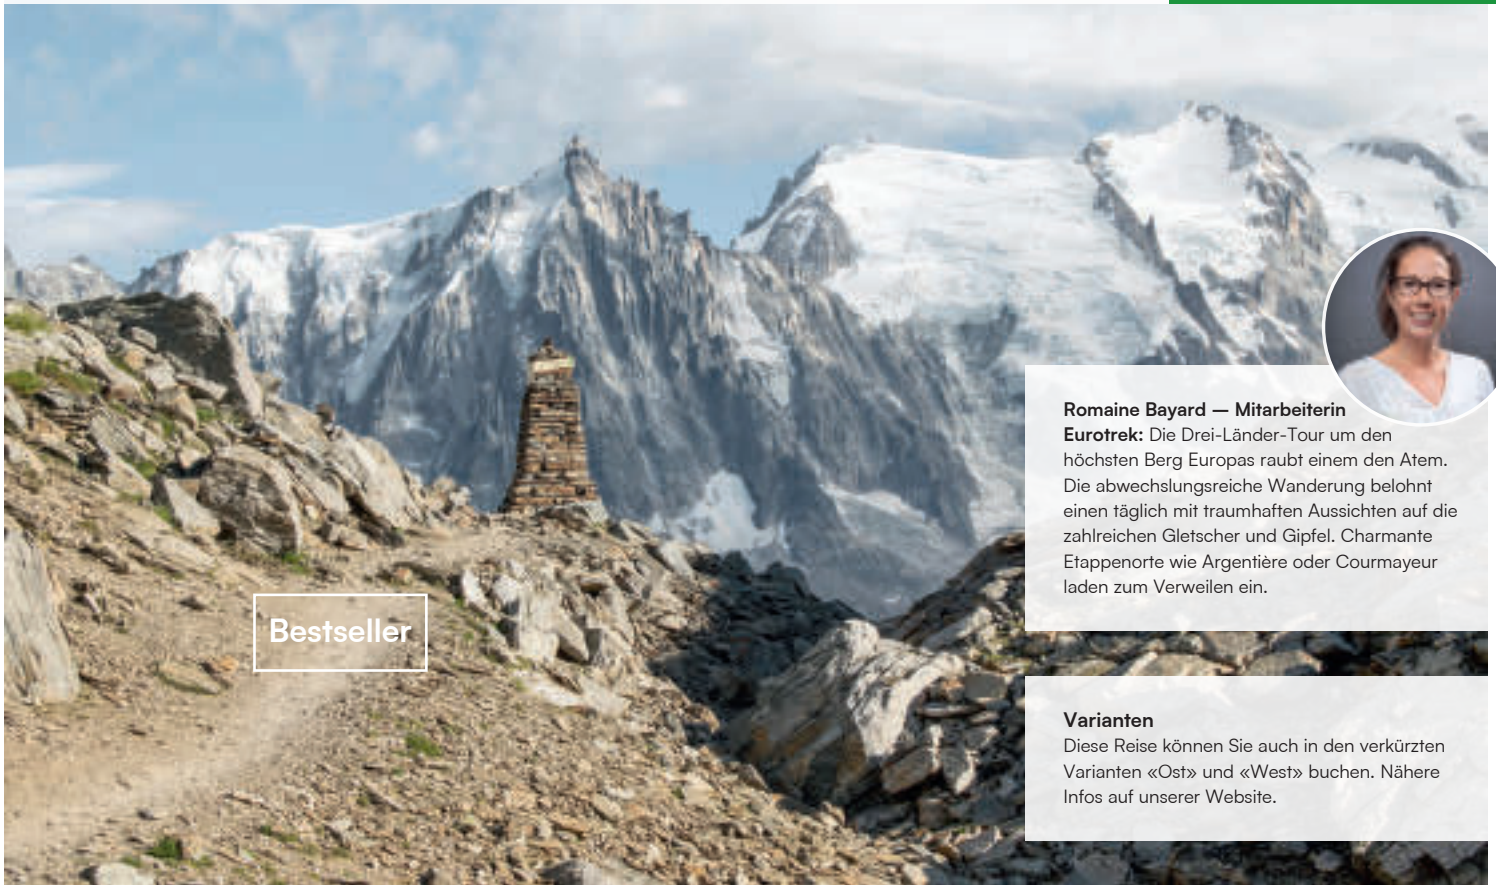 Romaine Bayard — Mitarbeiterin
Eurotrek: Die Drei-Länder-Tour um den
höchsten Berg Europas raubt einem den Atem.
Die abwechslungsreiche Wanderung belohnt
einen täglich mit traumhaften Aussichten auf die
zahlreichen Gletscher und Gipfel. Charmante
Etappenorte wie Argentière oder Courmayeur
laden zum Verweilen ein.
Bestseller
Varianten
Diese Reise können Sie auch in den verkürzten
Varianten «Ost» und «West» buchen. Nähere
Infos auf unserer Website.